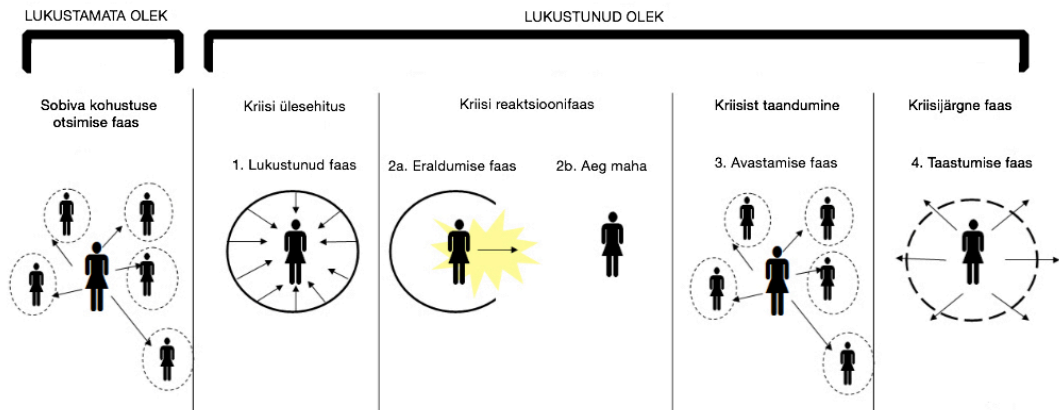 LUKUSTAMATA OLEK
LUKUSTUNUD OLEK
Sobiva kohustuse
otsimise faas
Kriisi ülesehitus
Kriisi reaktsioonifaas
Kriisist taandumine
Kriisijärgne faas
1. Lukustunud faas
2a. Eraldumise faas
2b. Aeg maha
3. Avastamise faas
4. Taastumise faas